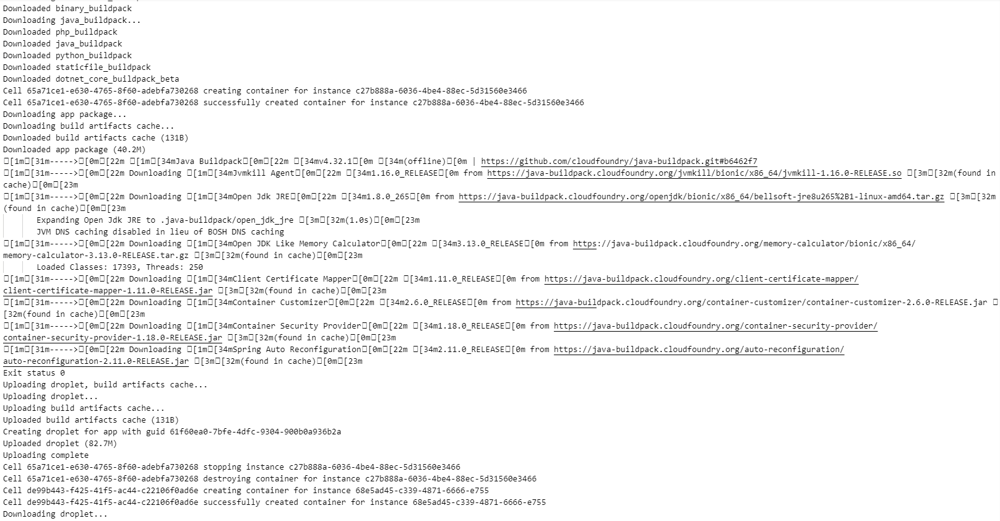 Downloaded binary_buildpack
Downloading java_buildpack...
Downloaded php_buildpack
Downloaded java_buildpack
Downloaded python_buildpack
Downloaded staticfile_buildpack
Downloaded dotnet_core_buildpack_beta
Cell 65a71ce1-e630-4765-8f60-adebfa730268 creating container for instance c27b888a-6036-4be4-88ec-5d31560e3466
Cell 65a71ce1-e630-4765-8f60-adebfa730268 successfully created container for instance c27b888a-6036-4be4-88ec-5d31560e3466
Downloading app package...
Downloading build artifacts cache...
Downloaded build artifacts cache (131B)
Downloaded app package (40.2M)
□[1m□[31m----->□[0m□[22m □[1m□[34mJava Buildpack□[0m□[22m □[34mv4.32.1□[0m □[34m(offline)□[0m | https://github.com/cloudfoundry/java-buildpack.git#b6462f7
□[1m□[31m----->□[0m□[22m Downloading □[1m□[34mJvmkill Agent□[0m□[22m □[34m1.16.0_RELEASE□[0m from https://java-buildpack.cloudfoundry.org/jvmkill/bionic/x86_64/jvmkill-1.16.0-RELEASE.so □[3m□[32m(found in
cache)□[0m□[23m
□[1m□[31m----->□[0m□[22m Downloading □[1m□[34mOpen Jdk JRE□[0m□[22m □[34m1.8.0_265□[0m from https://java-buildpack.cloudfoundry.org/openjdk/bionic/x86_64/bellsoft-jre8u265%2B1-linux-amd64.tar.gz □[3m□[32m
(found in cache)□[0m□[23m
Expanding Open Jdk JRE to .java-buildpack/open_jdk_jre □[3m□[32m(1.0s)□[0m□[23m
JVM DNS caching disabled in lieu of BOSH DNS caching
□[1m□[31m----->□[0m□[22m Downloading □[1m□[34mOpen JDK Like Memory Calculator□[0m□[22m □[34m3.13.0_RELEASE□[0m from https://java-buildpack.cloudfoundry.org/memory-calculator/bionic/x86_64/
memory-calculator-3.13.0-RELEASE.tar.gz □[3m□[32m(found in cache)□[0m□[23m
Loaded Classes: 17393, Threads: 250
□[1m□[31m----->□[0m□[22m Downloading □[1m□[34mClient Certificate Mapper□[0m□[22m □[34m1.11.0_RELEASE□[0m from https://java-buildpack.cloudfoundry.org/client-certificate-mapper/
client-certificate-mapper-1.11.0-RELEASE.jar □[3m□[32m(found in cache)□[0m□[23m
□[1m□[31m----->□[0m□[22m Downloading □[1m□[34mContainer Customizer□[0m□[22m □[34m2.6.0_RELEASE□[0m from https://java-buildpack.cloudfoundry.org/container-customizer/container-customizer-2.6.0-RELEASE.jar □
[32m(found in cache)□[0m□[23m
□[1m□[31m----->□[0m□[22m Downloading □[1m□[34mContainer Security Provider□[0m□[22m □[34m1.18.0_RELEASE□[0m from https://java-buildpack.cloudfoundry.org/container-security-provider/
container-security-provider-1.18.0-RELEASE.jar □[3m□[32m(found in cache)□[0m□[23m
□[1m□[31m----->□[0m□[22m Downloading □[1m□[34mSpring Auto Reconfiguration□[0m□[22m □[34m2.11.0_RELEASE□[0m from https://java-buildpack.cloudfoundry.org/auto-reconfiguration/
auto-reconfiguration-2.11.0-RELEASE.jar □[3m□[32m(found in cache)□[0m□[23m
Exit status 0
Uploading droplet, build artifacts cache...
Uploading droplet...
Uploading build artifacts cache...
Uploaded build artifacts cache (131B)
Creating droplet for app with guid 61f60ea0-7bfe-4dfc-9304-900b0a936b2a
Uploaded droplet (82.7M)
Uploading complete
Cell 65a71ce1-e630-4765-8f60-adebfa730268 stopping instance c27b888a-6036-4be4-88ec-5d31560e3466
Cell 65a71ce1-e630-4765-8f60-adebfa730268 destroying container for instance c27b888a-6036-4be4-88ec-5d31560e3466
Cell de99b443-f425-41f5-ac44-c22106f0ad6e creating container for instance 68e5ad45-c339-4871-6666-e755
Cell de99b443-f425-41f5-ac44-c22106f0ad6e successfully created container for instance 68e5ad45-c339-4871-6666-e755
Downloading droplet...